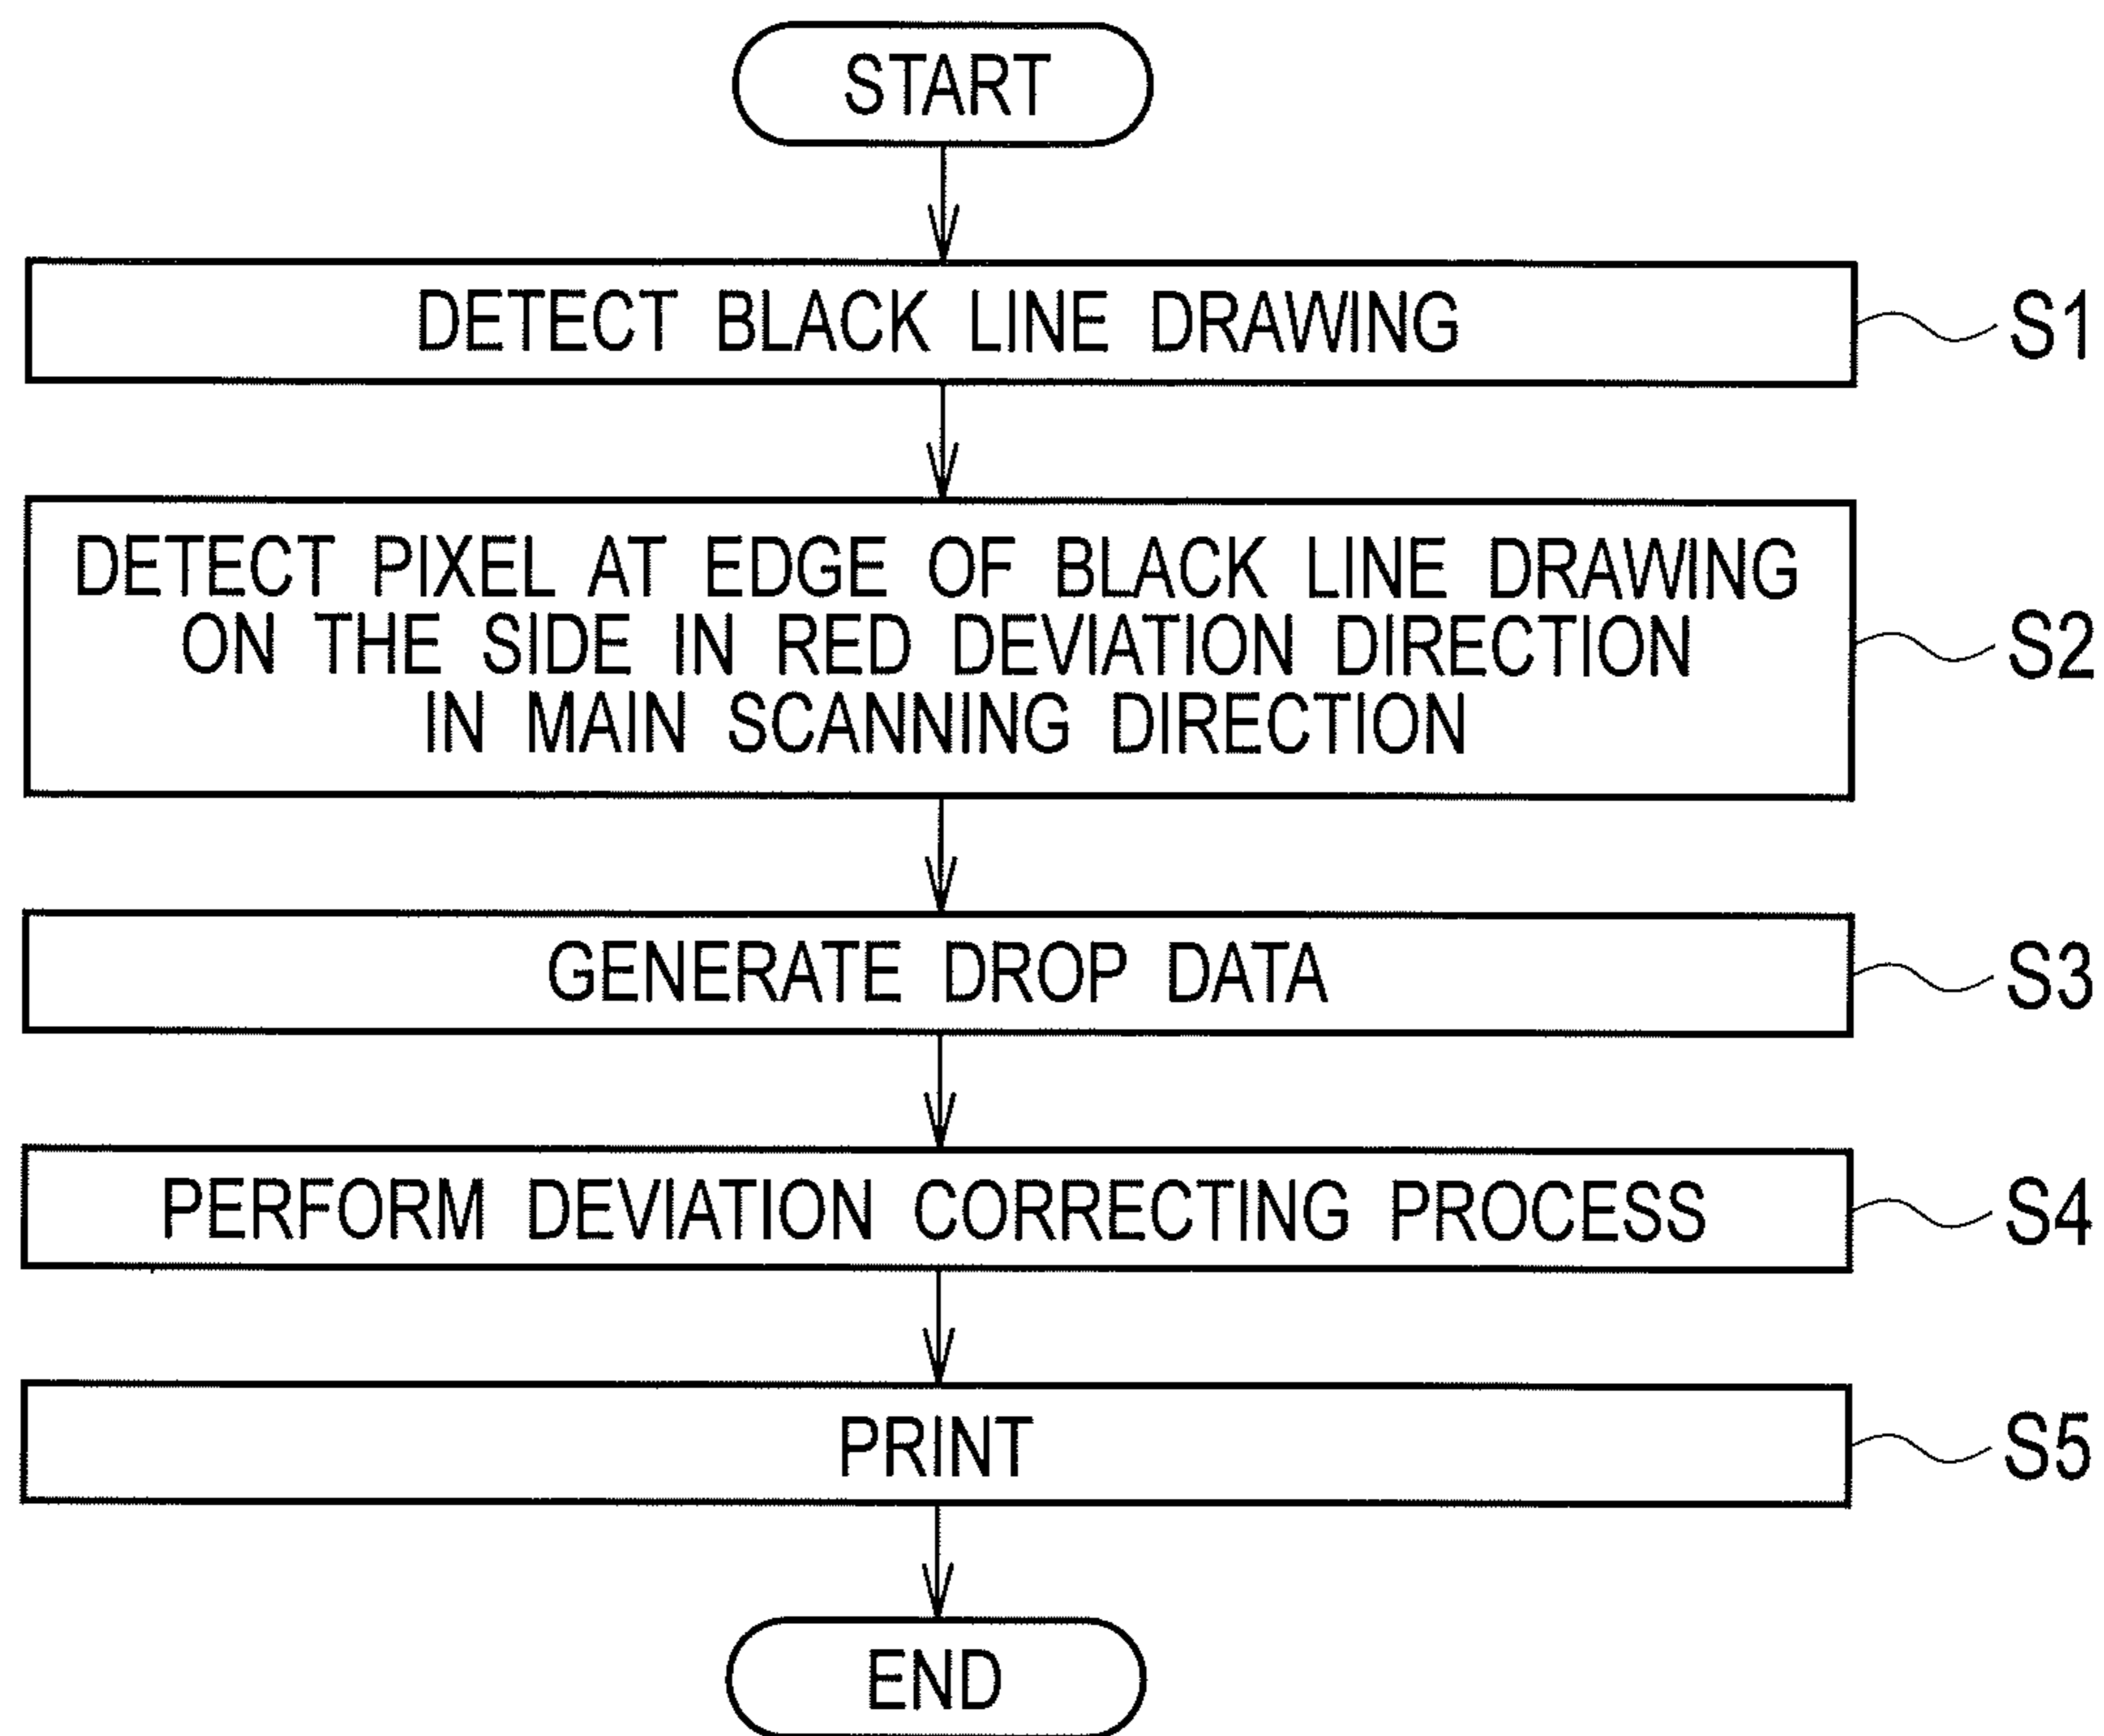 START
DETECT BLACK LINE DRAWING
S1
DETECT PIXEL AT EDGE OF BLACK LINE DRAWING
ON THE SIDE IN RED DEVIATION DIRECTION
IN MAIN SCANNING DIRECTION
S2
GENERATE DROP DATA
S3
PERFORM DEVIATION CORRECTING PROCESS
S4
PRINT
S5
END